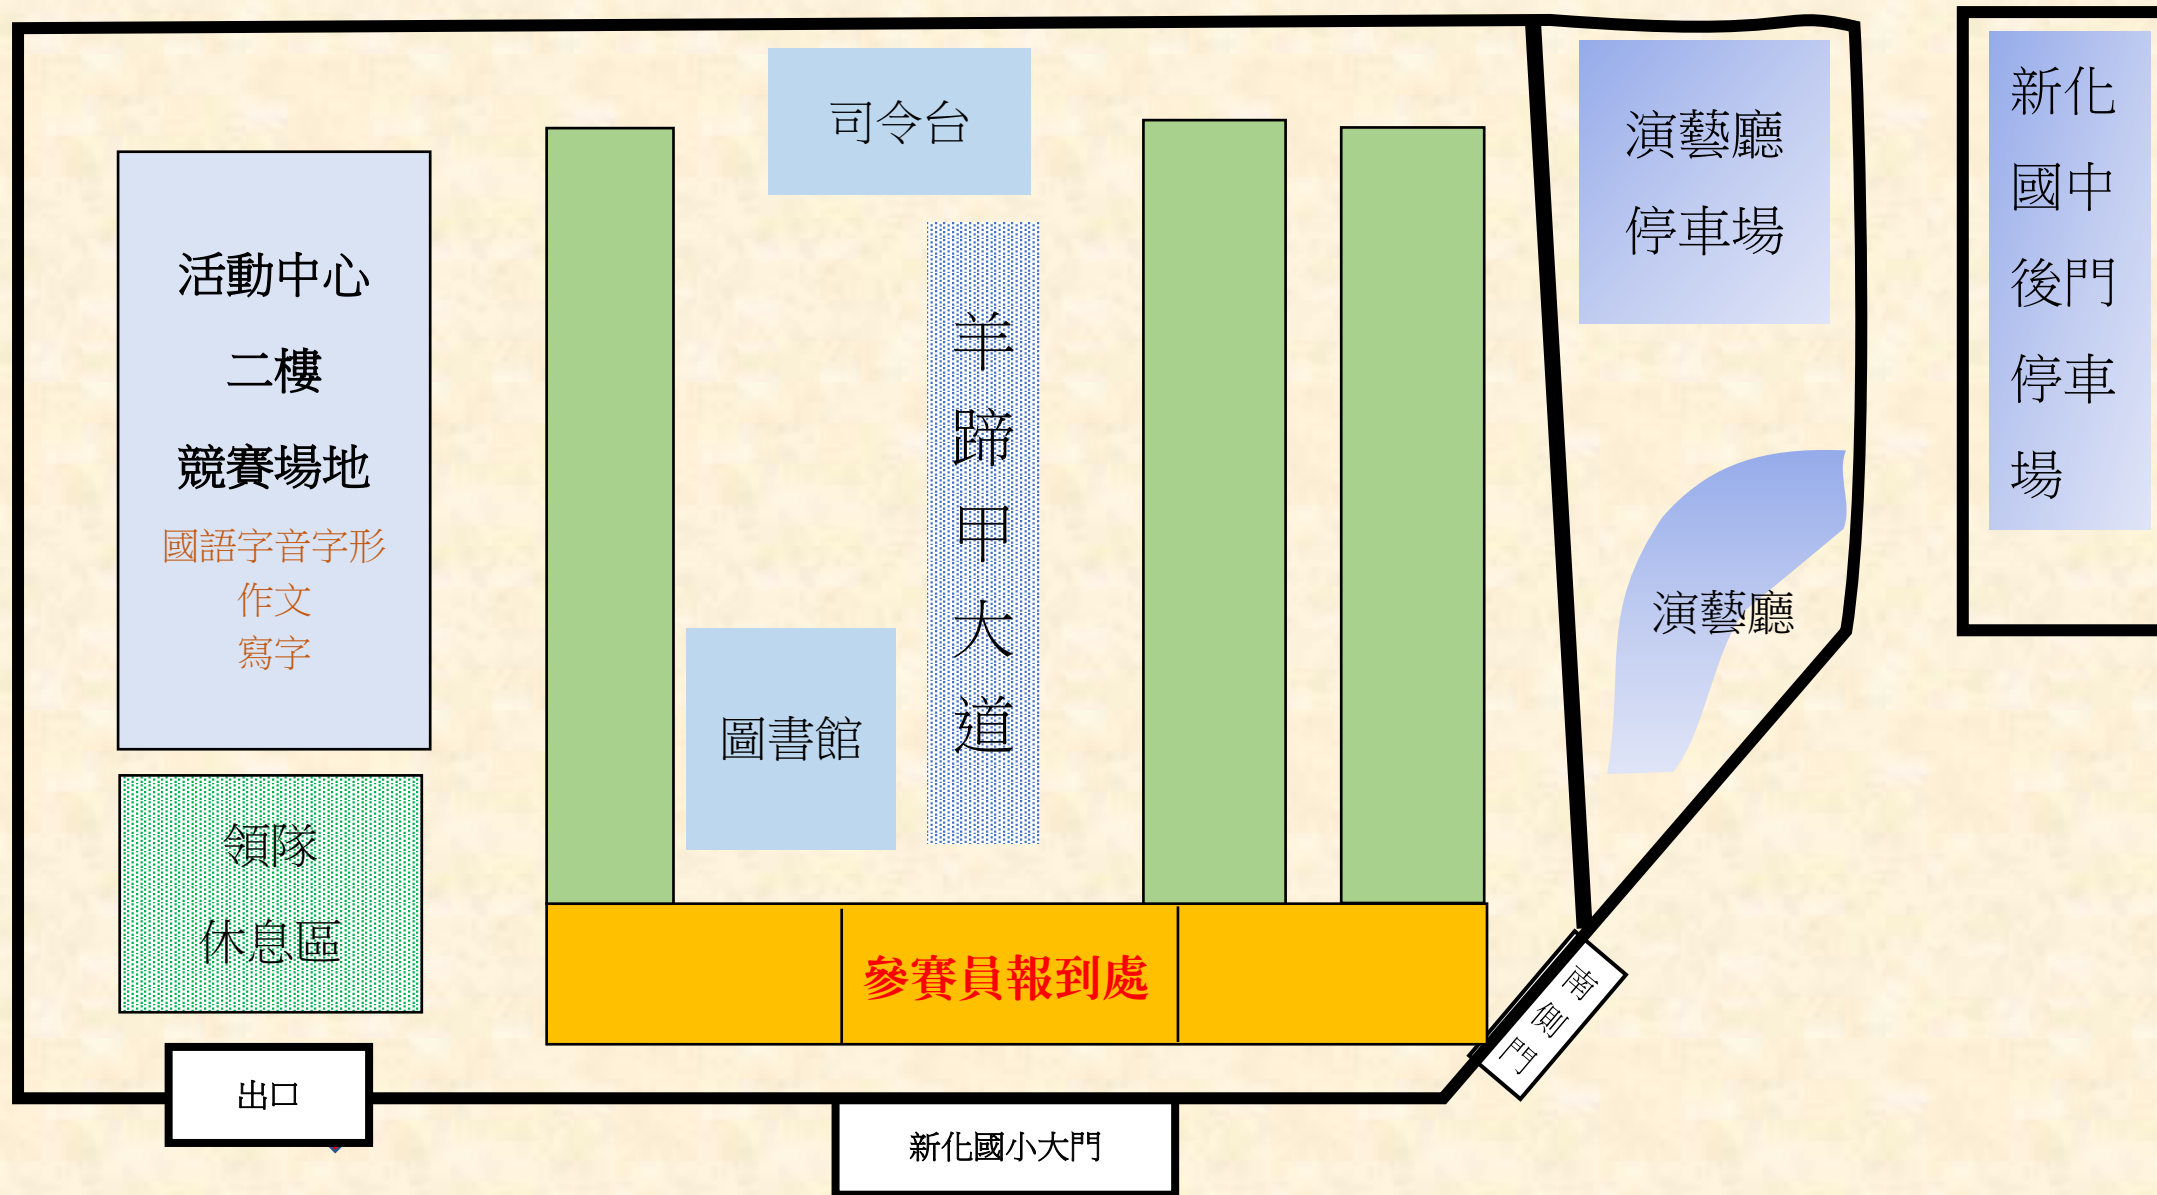 司令台
演藝廳
停車場
新化
國中
後門
停車
場
活動中心
二樓
競賽場地
國語字音字形
作文
寫字
羊
蹄
甲
大
道
演藝廳
圖書館
領隊
休息區
參賽員報到處
南
側
門
出口
新化國小大門